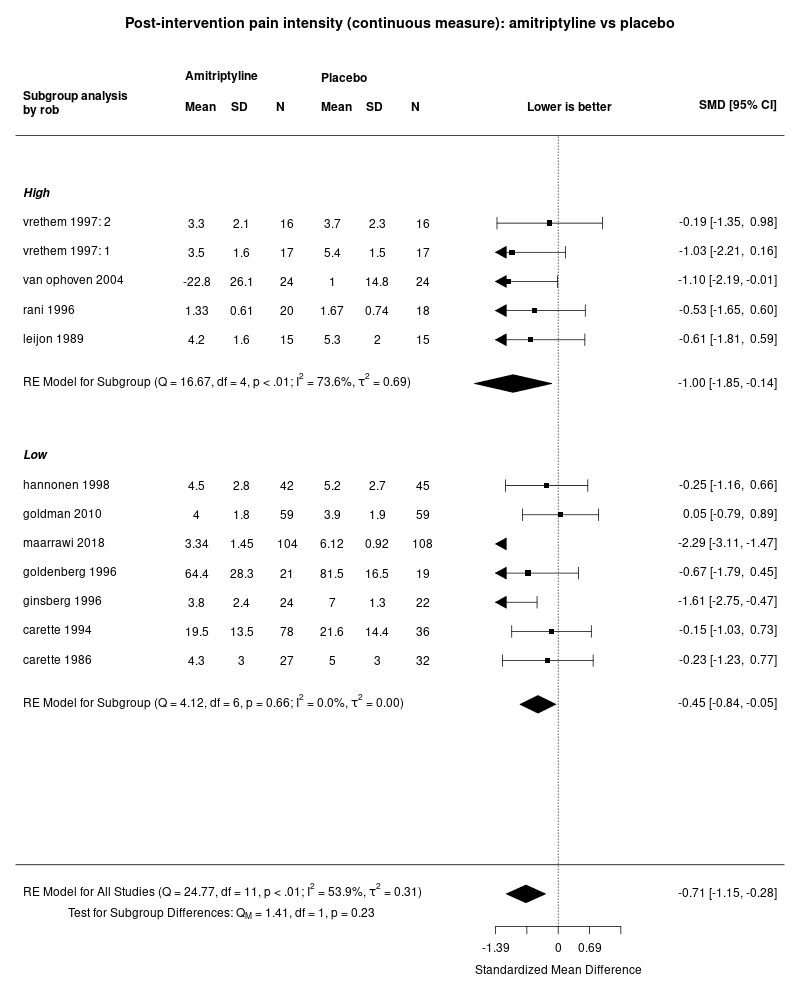 Post-intervention pain intensity (continuous measure): amitriptyline vs placebo
Amitriptyline Placebo
Subgroup analysis by rob Mean SD N Mean SD N Lower is better SMD [95% CI]
High
vrethem 1997: 2 3.3 2.1 16 3.7 2.3 16 -0.19 [-1.35, 0.98]
vrethem 1997: 1 3.5 1.6 17 5.4 1.5 17 -1.03 [-2.21, 0.16]
van ophoven 2004 -22.8 26.1 24 1 14.8 24 -1.10 [-2.19, -0.01]
rani 1996 1.33 0.61 20 1.67 0.74 18 -0.53 [-1.65, 0.60]
leijon 1989 4.2 1.6 15 5.3 2 15 -0.61 [-1.81, 0.59]
RE Model for Subgroup (Q = 16.67, df = 4, p < .01; I² = 73.6%, τ² = 0.69) -1.00 [-1.85, -0.14]
Low
hannonen 1998 4.5 2.8 42 5.2 2.7 45 -0.25 [-1.16, 0.66]
goldman 2010 4 1.8 59 3.9 1.9 59 0.05 [-0.79, 0.89]
maarrawi 2018 3.34 1.45 104 6.12 0.92 108 -2.29 [-3.11, -1.47]
goldenberg 1996 64.4 28.3 21 81.5 16.5 19 -0.67 [-1.79, 0.45]
ginsberg 1996 3.8 2.4 24 7 1.3 22 -1.61 [-2.75, -0.47]
carette 1994 19.5 13.5 78 21.6 14.4 36 -0.15 [-1.03, 0.73]
carette 1986 4.3 3 27 5 3 32 -0.23 [-1.23, 0.77]
RE Model for Subgroup (Q = 4.12, df = 6, p = 0.66; I² = 0.0%, τ² = 0.00) -0.45 [-0.84, -0.05]
RE Model for All Studies (Q = 24.77, df = 11, p < .01; I² = 53.9%, τ² = 0.31) -0.71 [-1.15, -0.28]
Test for Subgroup Differences: Q_M = 1.41, df = 1, p = 0.23
-1.39 0 0.69
Standardized Mean Difference